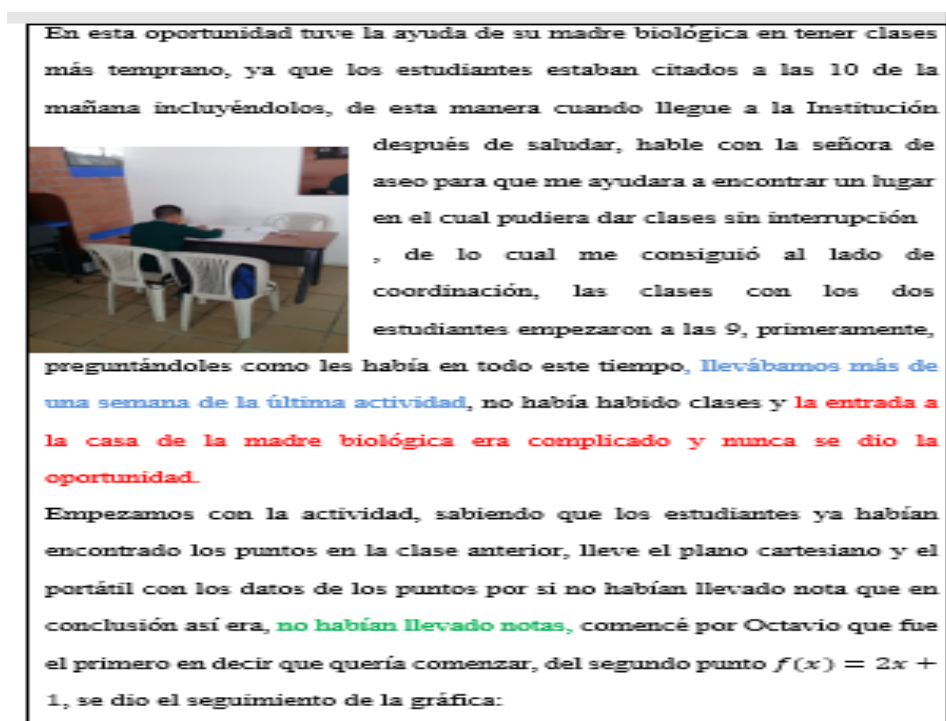 En esta oportunidad tuve la ayuda de su madre biológica en tener clases
más temprano, ya que los estudiantes estaban citados a las 10 de la
mañana incluyéndolos, de esta manera cuando llegue a la Institución
después de saludar, hable con la señora de
aseo para que me ayudara a encontrar un lugar
en el cual pudiera dar clases sin interrupción
, de lo cual me consiguió al lado de
coordinación, las clases con los dos
estudiantes empezaron a las 9, primeramente,
preguntándoles como les había en todo este tiempo, llevábamos más de
una semana de la última actividad, no había habido clases y la entrada a
la casa de la madre biológica era complicado y nunca se dio la
oportunidad.
Empezamos con la actividad, sabiendo que los estudiantes ya habían
encontrado los puntos en la clase anterior, lleve el plano cartesiano y el
portátil con los datos de los puntos por si no habían llevado nota que en
conclusión así era, no habían llevado notas, comencé por Octavio que fue
el primero en decir que quería comenzar, del segundo punto f(x) = 2x +
1, se dio el seguimiento de la gráfica: